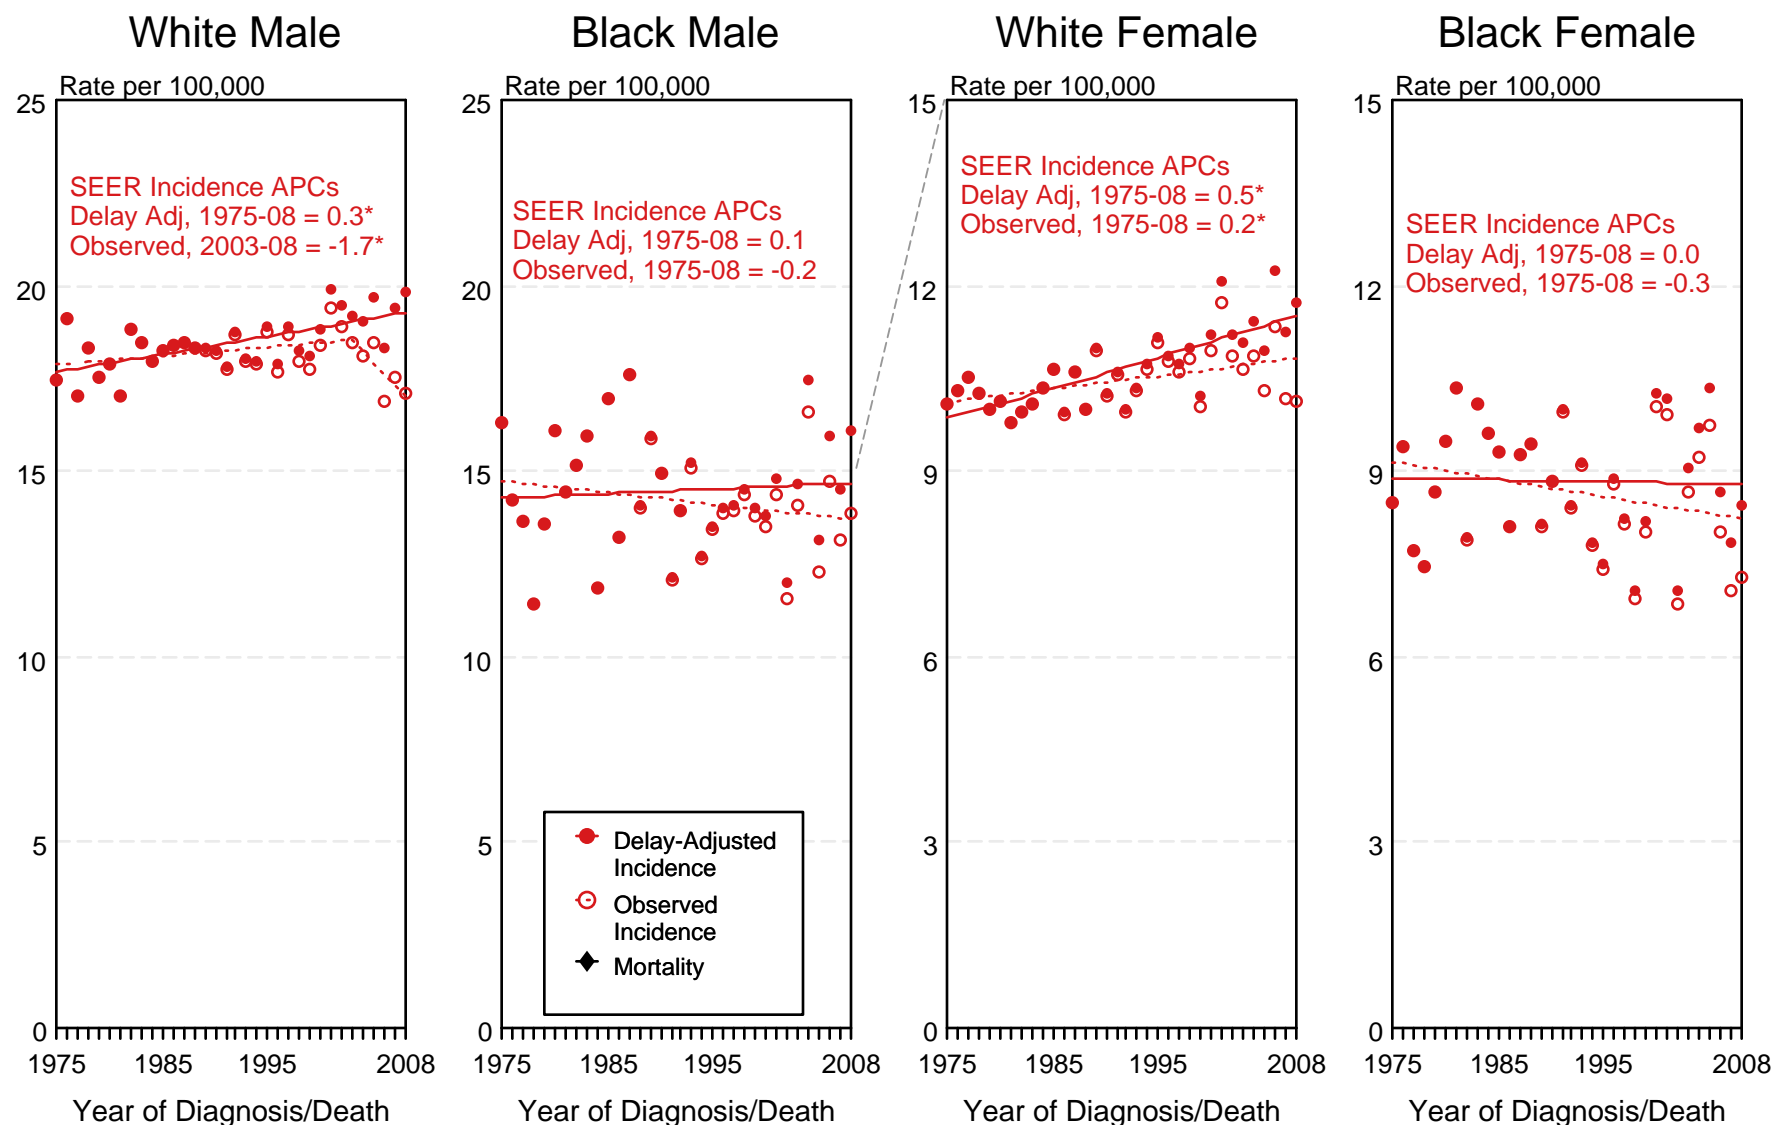 White Male
Black Male
White Female
Black Female
Rate per 100,000
Rate per 100,000
Rate per 100,000
Rate per 100,000
SEER Incidence APCs
Delay Adj, 1975-08 = 0.3*
Observed, 2003-08 = -1.7*
SEER Incidence APCs
Delay Adj, 1975-08 = 0.1
Observed, 1975-08 = -0.2
SEER Incidence APCs
Delay Adj, 1975-08 = 0.5*
Observed, 1975-08 = 0.2*
SEER Incidence APCs
Delay Adj, 1975-08 = 0.0
Observed, 1975-08 = -0.3
25
20
15
10
5
0
25
20
15
10
5
0
15
12
9
6
3
0
15
12
9
6
3
0
Delay-Adjusted
Incidence
Observed
Incidence
Mortality
1975 1985 1995 2008
1975 1985 1995 2008
1975 1985 1995 2008
1975 1985 1995 2008
Year of Diagnosis/Death
Year of Diagnosis/Death
Year of Diagnosis/Death
Year of Diagnosis/Death